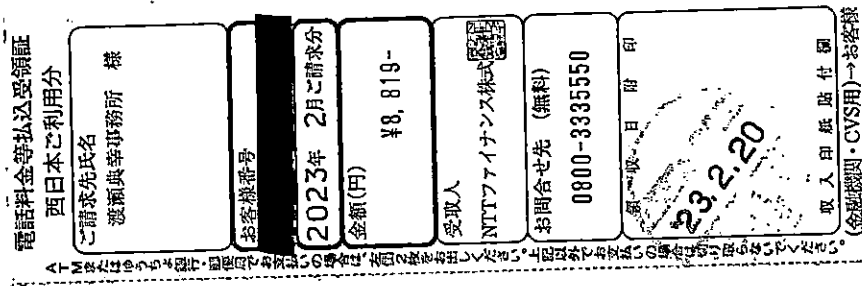 電話料金等払込受領証
西日本ご利用分
ご請求先氏名
渡瀬典幸事務所 様
お客様番号
2023年 2月ご請求分
金額(円)
¥8,819-
受取人
NTTファイナンス株式会社
お問合せ先 (無料)
0800-3335550
領 収 日 附 印
'23.2.20
収 入 印 紙 貼 付 欄
(金融機関・CVS用)→お客様
ATMまたはゆうちょ銀行・郵便局でお支払いの場合は、左側2枚をお出しください。上記以外でお支払いの場合は切り取らないでください。